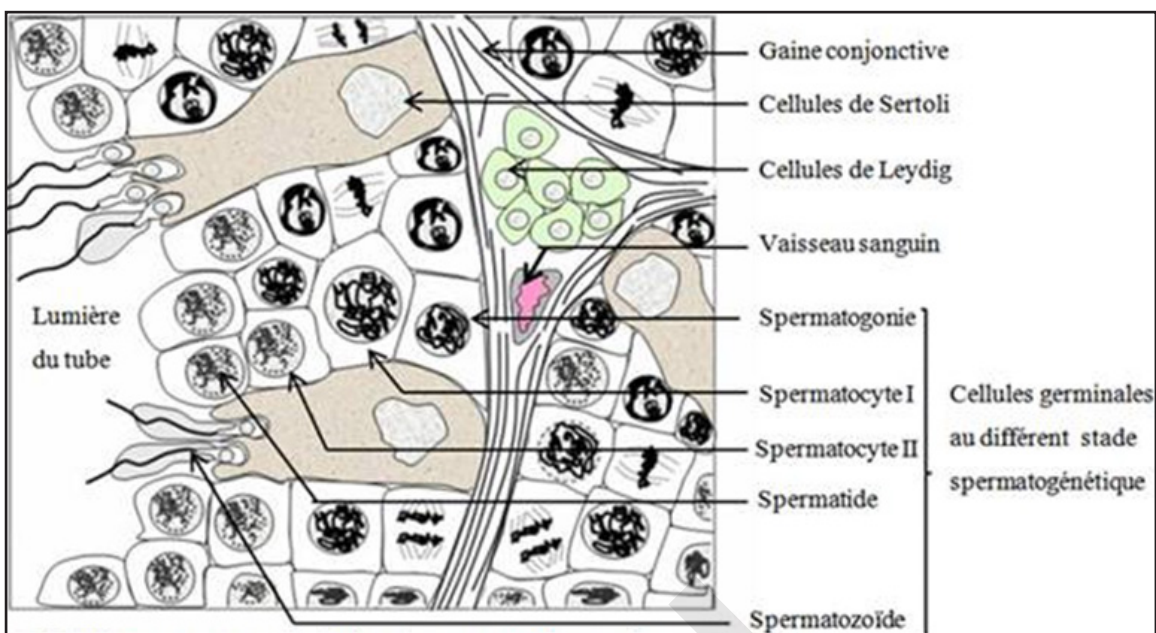 Gaine conjonctive
Cellules de Sertoli
Cellules de Leydig
Vaisseau sanguin
Lumière
du tube
Spermatogonie
Spermatocyte I
Spermatocyte II
Spermatide
Spermatozoïde
Cellules germinales
au différent stade
spermatogénétique